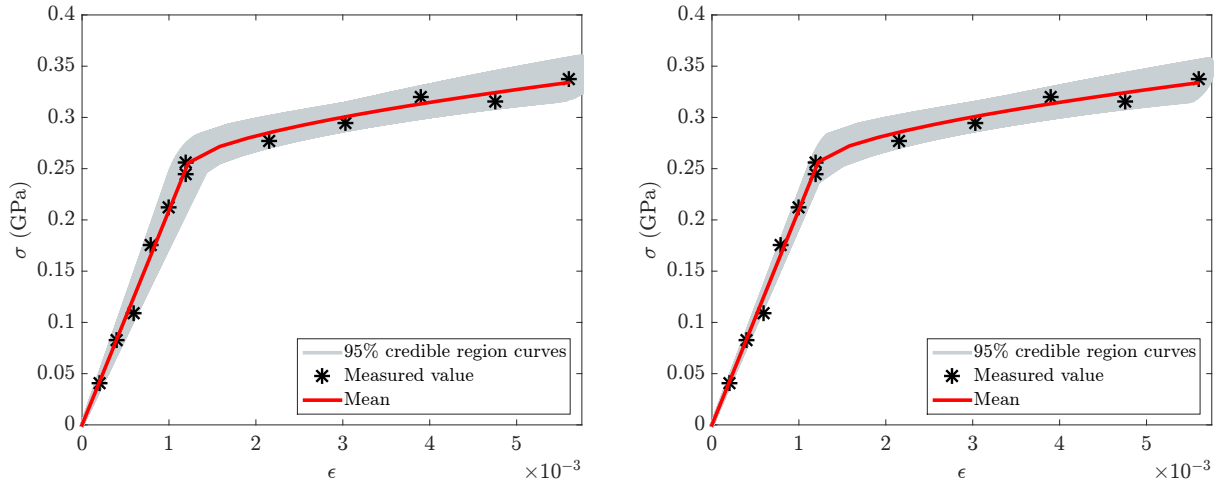 0.4
0.35
0.3
0.25
0.2
0.15
0.1
0.05
0
σ (GPa)
95% credible region curves
Measured value
Mean
0 1 2 3 4 5
ϵ ×10⁻³
0.4
0.35
0.3
0.25
0.2
0.15
0.1
0.05
0
σ (GPa)
95% credible region curves
Measured value
Mean
0 1 2 3 4 5
ϵ ×10⁻³